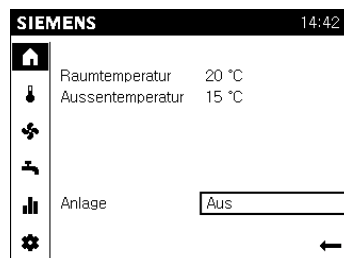 SIEMENS 14:42
Raumtemperatur 20 °C
Aussentemperatur 15 °C
Anlage Aus